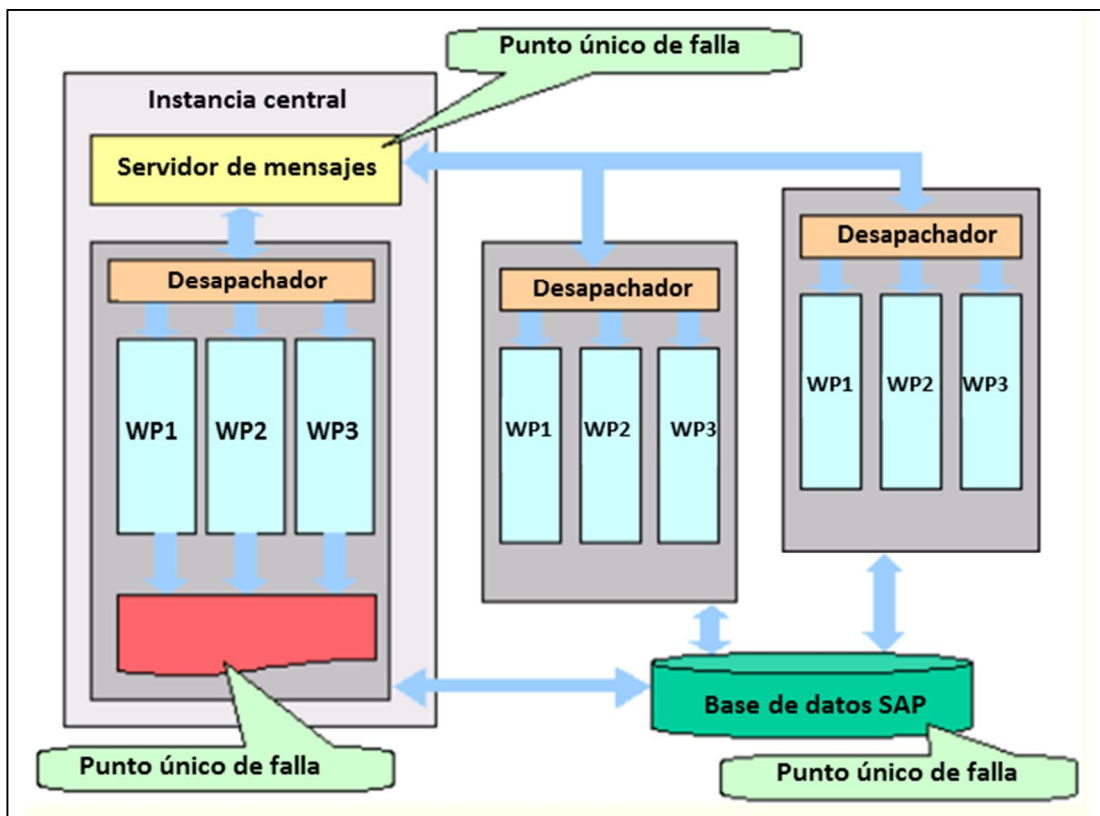 Punto único de falla
Instancia central
Servidor de mensajes
Desapachador
WP1
WP2
WP3
Desapachador
WP1
WP2
WP3
Desapachador
WP1
WP2
WP3
Base de datos SAP
Punto único de falla
Punto único de falla